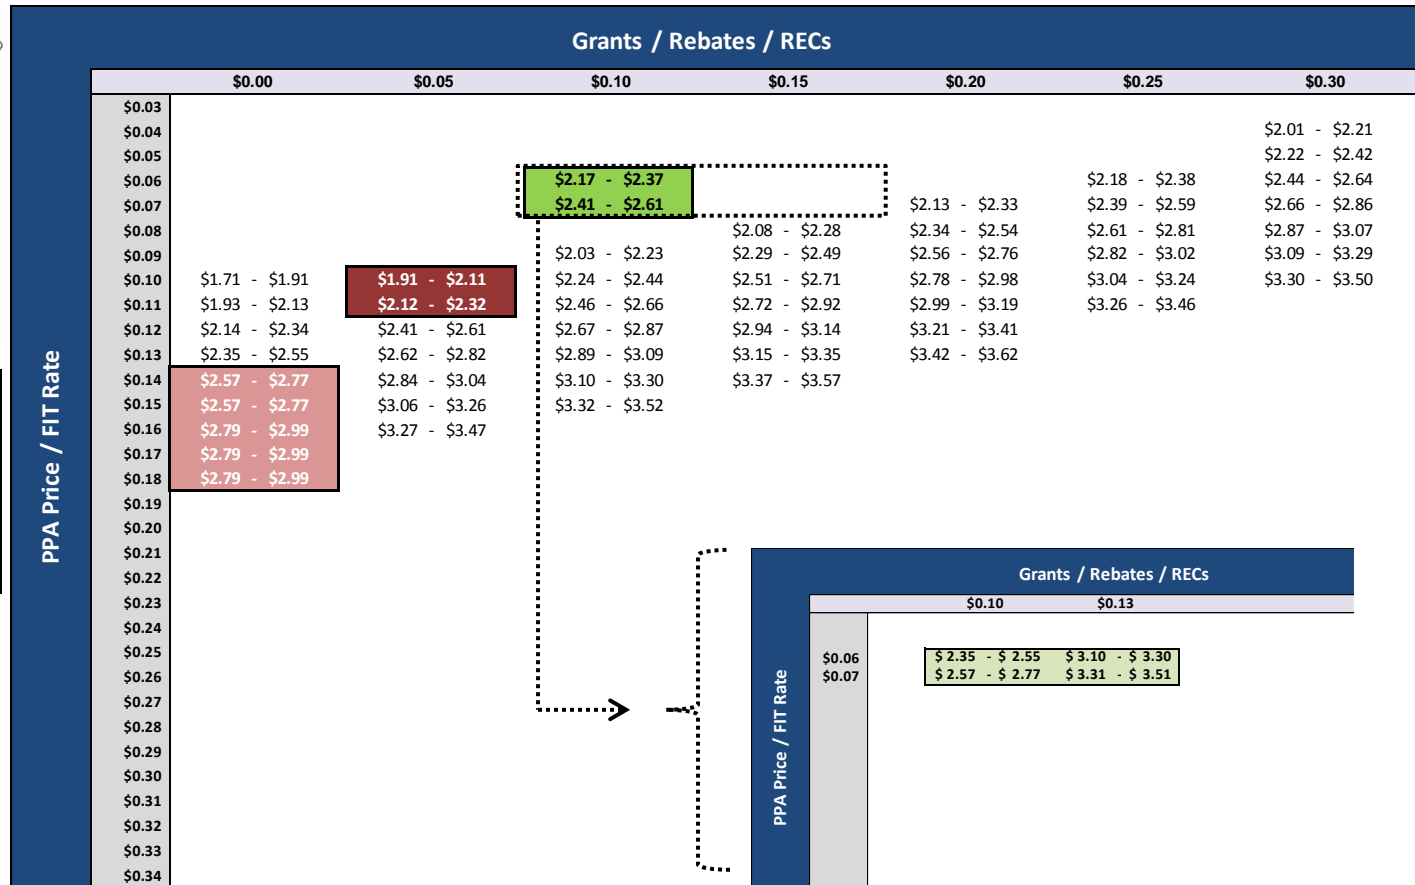 Grants / Rebates / RECs
$0.00 $0.05 $0.10 $0.15 $0.20 $0.25 $0.30
PPA Price / FIT Rate
$0.03
$0.04 $2.01 - $2.21
$0.05 $2.22 - $2.42
$0.06 $2.17 - $2.37 $2.18 - $2.38 $2.44 - $2.64
$0.07 $2.41 - $2.61 $2.13 - $2.33 $2.39 - $2.59 $2.66 - $2.86
$0.08 $2.08 - $2.28 $2.34 - $2.54 $2.61 - $2.81 $2.87 - $3.07
$0.09 $2.03 - $2.23 $2.29 - $2.49 $2.56 - $2.76 $2.82 - $3.02 $3.09 - $3.29
$0.10 $1.71 - $1.91 $1.91 - $2.11 $2.24 - $2.44 $2.51 - $2.71 $2.78 - $2.98 $3.04 - $3.24 $3.30 - $3.50
$0.11 $1.93 - $2.13 $2.12 - $2.32 $2.46 - $2.66 $2.72 - $2.92 $2.99 - $3.19 $3.26 - $3.46
$0.12 $2.14 - $2.34 $2.41 - $2.61 $2.67 - $2.87 $2.94 - $3.14 $3.21 - $3.41
$0.13 $2.35 - $2.55 $2.62 - $2.82 $2.89 - $3.09 $3.15 - $3.35 $3.42 - $3.62
$0.14 $2.57 - $2.77 $2.84 - $3.04 $3.10 - $3.30 $3.37 - $3.57
$0.15 $2.57 - $2.77 $3.06 - $3.26 $3.32 - $3.52
$0.16 $2.79 - $2.99 $3.27 - $3.47
$0.17 $2.79 - $2.99
$0.18 $2.79 - $2.99
$0.19
$0.20
$0.21
$0.22
$0.23
$0.24
$0.25
$0.26
$0.27
$0.28
$0.29
$0.30
$0.31
$0.32
$0.33
$0.34
Grants / Rebates / RECs
$0.10 $0.13
PPA Price / FIT Rate
$0.06 $ 2.35 - $ 2.55 $ 3.10 - $ 3.30
$0.07 $ 2.57 - $ 2.77 $ 3.31 - $ 3.51